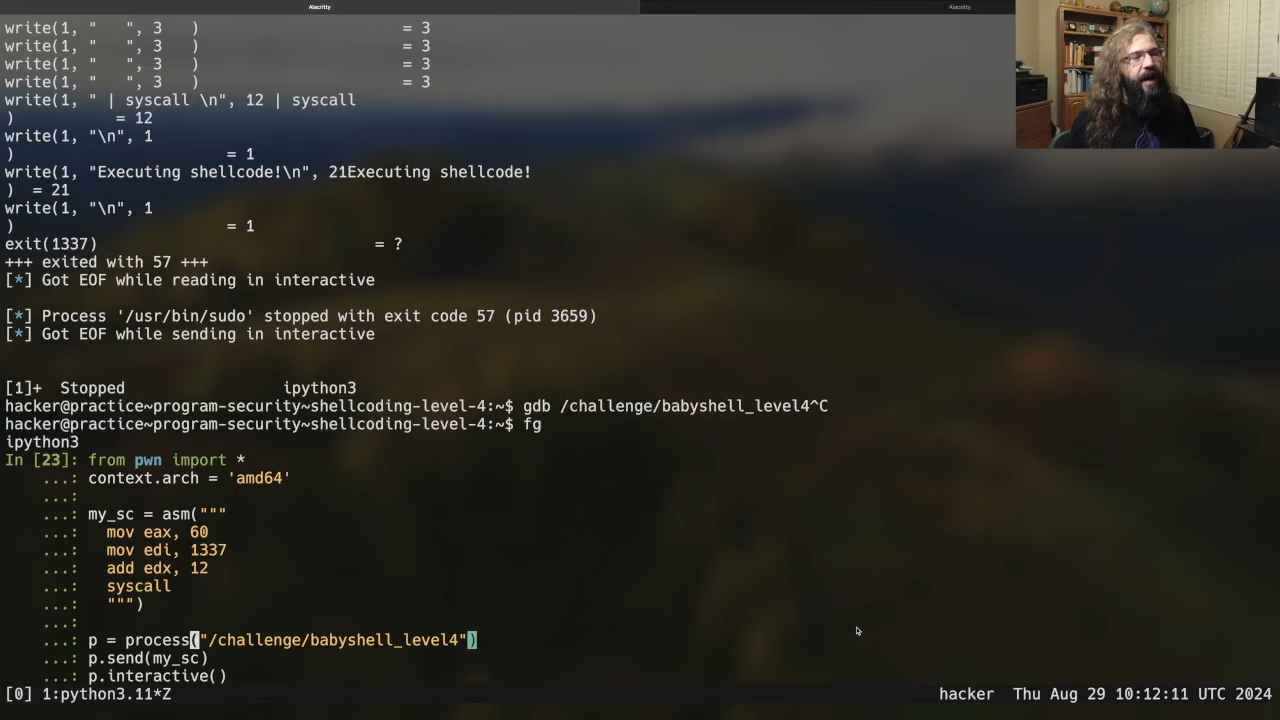 Alacritty
Alacritty
write(1, "   ", 3   )                      = 3
write(1, "   ", 3   )                      = 3
write(1, "   ", 3   )                      = 3
write(1, "   ", 3   )                      = 3
write(1, " | syscall \n", 12 | syscall
)           = 12
write(1, "\n", 1
)                       = 1
write(1, "Executing shellcode!\n", 21Executing shellcode!
)  = 21
write(1, "\n", 1
)                       = 1
exit(1337)                              = ?
+++ exited with 57 +++
[*] Got EOF while reading in interactive
[*] Process '/usr/bin/sudo' stopped with exit code 57 (pid 3659)
[*] Got EOF while sending in interactive
[1]+  Stopped                 ipython3
hacker@practice~program-security~shellcoding-level-4:~$ gdb /challenge/babyshell_level4^C
hacker@practice~program-security~shellcoding-level-4:~$ fg
ipython3
In [23]: from pwn import *
    ...: context.arch = 'amd64'
    ...:
    ...: my_sc = asm("""
    ...:   mov eax, 60
    ...:   mov edi, 1337
    ...:   add edx, 12
    ...:   syscall
    ...:   """)
    ...:
    ...: p = process("/challenge/babyshell_level4")
    ...: p.send(my_sc)
    ...: p.interactive()
[0] 1:python3.11*Z                                hacker  Thu Aug 29 10:12:11 UTC 2024